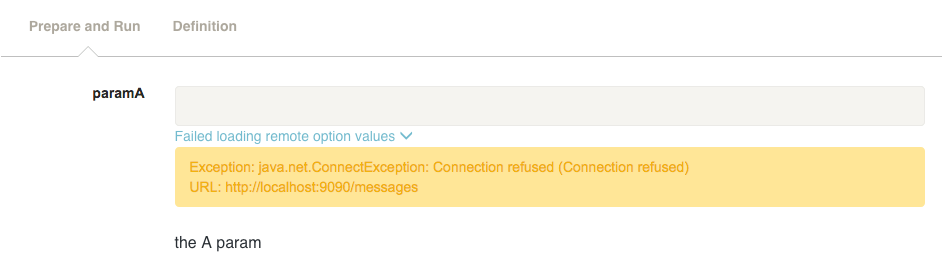 Prepare and Run Definition
paramA
Failed loading remote option values
Exception: java.net.ConnectException: Connection refused (Connection refused)
URL: http://localhost:9090/messages
the A param